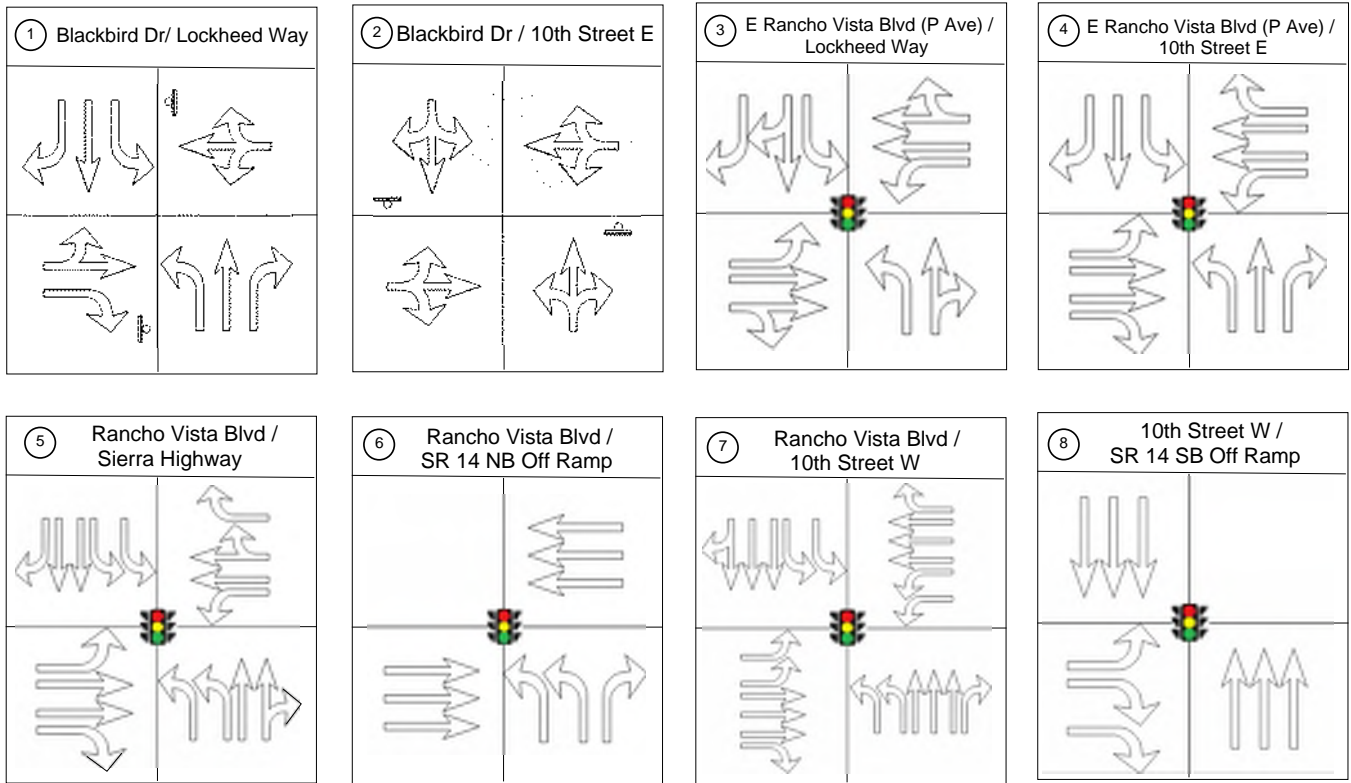 1 Blackbird Dr/ Lockheed Way
2 Blackbird Dr / 10th Street E
3 E Rancho Vista Blvd (P Ave) /
Lockheed Way
4 E Rancho Vista Blvd (P Ave) /
10th Street E
5 Rancho Vista Blvd /
Sierra Highway
6 Rancho Vista Blvd /
SR 14 NB Off Ramp
7 Rancho Vista Blvd /
10th Street W
8 10th Street W /
SR 14 SB Off Ramp